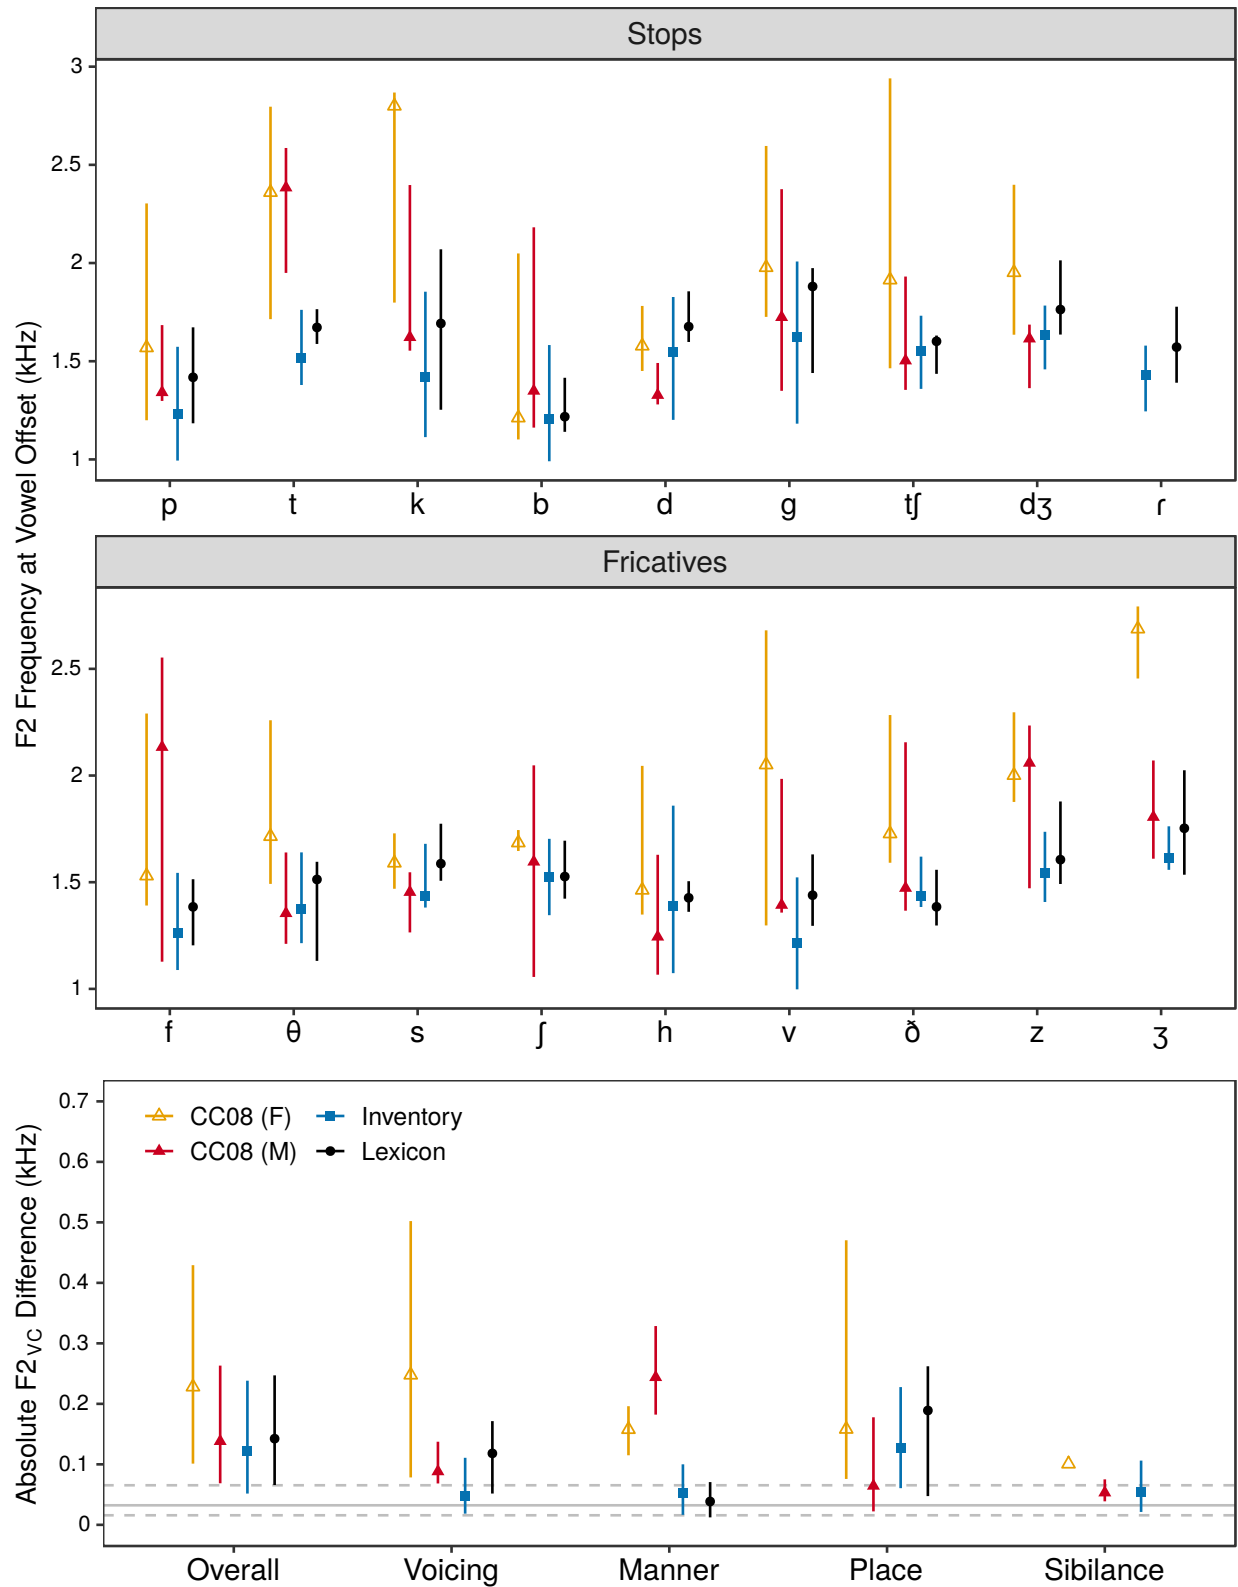 Stops
F2 Frequency at Vowel Offset (kHz)
3
2.5
2
1.5
1
p t k b d g tʃ dʒ ɾ
Fricatives
2.5
2
1.5
1
f θ s ʃ h v ð z ʒ
Absolute F2VC Difference (kHz)
0.7
0.6
0.5
0.4
0.3
0.2
0.1
0
CC08 (F) Inventory
CC08 (M) Lexicon
Overall Voicing Manner Place Sibilance